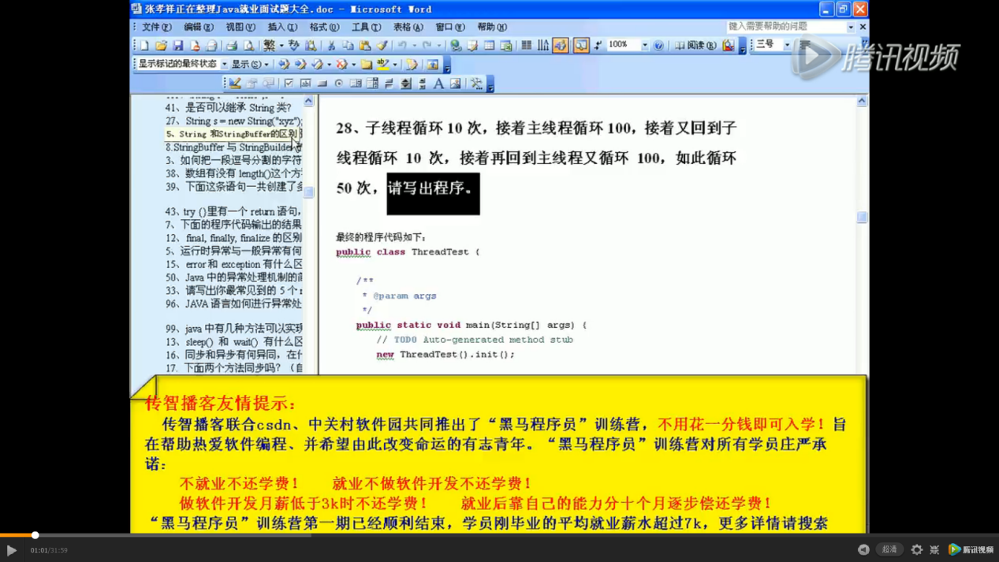 张孝祥正在整理Java就业面试题大全.doc - Microsoft Word
文件(F) 编辑(E) 视图(V) 插入(I) 格式(O) 工具(T) 表格(A) 窗口(W) 帮助(H) 键入需要帮助的问题
100% 阅读(R) 三号
腾讯视频
显示标记的最终状态 显示(S)
41、是否可以继承 String 类?
27、String s = new String("xyz");
5、String 和StringBuffer的区别
8.StringBuffer 与 StringBuilder
3、如何把一段逗号分割的字符
38、数组有没有 length()这个方
39、下面这条语句一共创建了多
43、try {}里有一个 return 语句,
7、下面的程序代码输出的结果
12、final, finally, finalize 的区别
5、运行时异常与一般异常有何
15、error 和 exception 有什么区
50、Java 中的异常处理机制的简
33、请写出你最常见到的 5 个 r
96、JAVA 语言如何进行异常处
99、java 中有几种方法可以实现
13、sleep() 和 wait() 有什么区
16、同步和异步有何异同，在什
17. 下面两个方法同步吗？（自
28、子线程循环 10 次，接着主线程循环 100，接着又回到子
线程循环 10 次，接着再回到主线程又循环 100，如此循环
50 次，请写出程序。
最终的程序代码如下：
public class ThreadTest {
/**
* @param args
*/
public static void main(String[] args) {
// TODO Auto-generated method stub
new ThreadTest().init();
传智播客友情提示：
传智播客联合csdn、中关村软件园共同推出了“黑马程序员”训练营，不用花一分钱即可入学！旨
在帮助热爱软件编程、并希望由此改变命运的有志青年。“黑马程序员”训练营对所有学员庄严承
诺：
不就业不还学费！ 就业不做软件开发不还学费！
做软件开发月薪低于3k时不还学费！ 就业后靠自己的能力分十个月逐步偿还学费！
“黑马程序员”训练营第一期已经顺利结束，学员刚毕业的平均就业薪水超过7k，更多详情请搜索
01:01/31:59 超清 腾讯视频